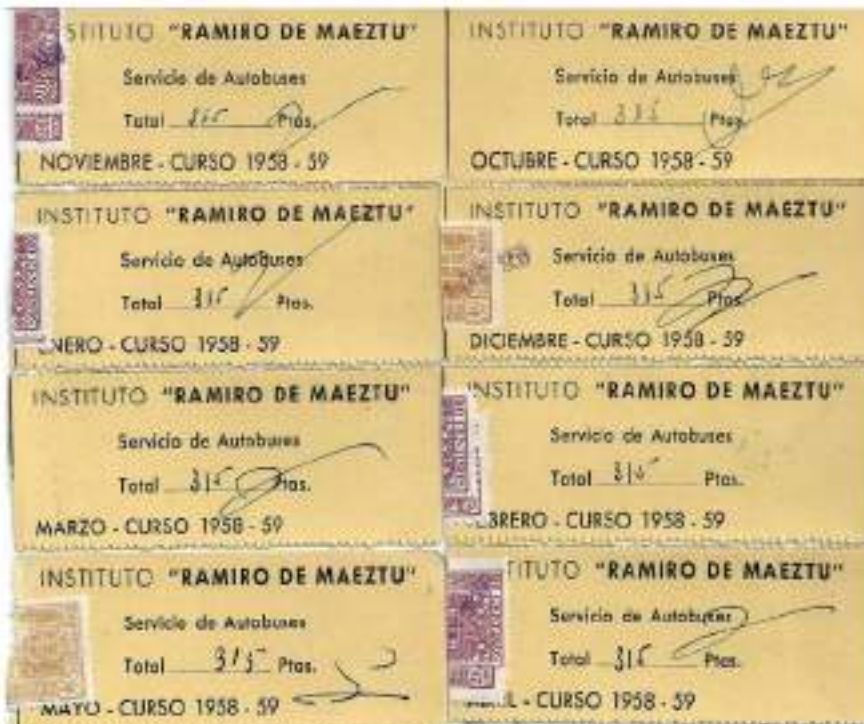 STITUTO "RAMIRO DE MAEZTU"
Servicio de Autobuses
Total 315 Ptas.
NOVIEMBRE - CURSO 1958 - 59
INSTITUTO "RAMIRO DE MAEZTU"
Servicio de Autobuses
Total 335 Ptas.
OCTUBRE - CURSO 1958 - 59
INSTITUTO "RAMIRO DE MAEZTU"
Servicio de Autobuses
Total 315 Ptas.
ENERO - CURSO 1958 - 59
INSTITUTO "RAMIRO DE MAEZTU"
Servicio de Autobuses
Total 315 Ptas.
DICIEMBRE - CURSO 1958 - 59
INSTITUTO "RAMIRO DE MAEZTU"
Servicio de Autobuses
Total 315 Ptas.
MARZO - CURSO 1958 - 59
INSTITUTO "RAMIRO DE MAEZTU"
Servicio de Autobuses
Total 315 Ptas.
FEBRERO - CURSO 1958 - 59
INSTITUTO "RAMIRO DE MAEZTU"
Servicio de Autobuses
Total 315 Ptas.
MAYO - CURSO 1958 - 59
TITUTO "RAMIRO DE MAEZTU"
Servicio de Autobuses
Total 315 Ptas.
ABRIL - CURSO 1958 - 59